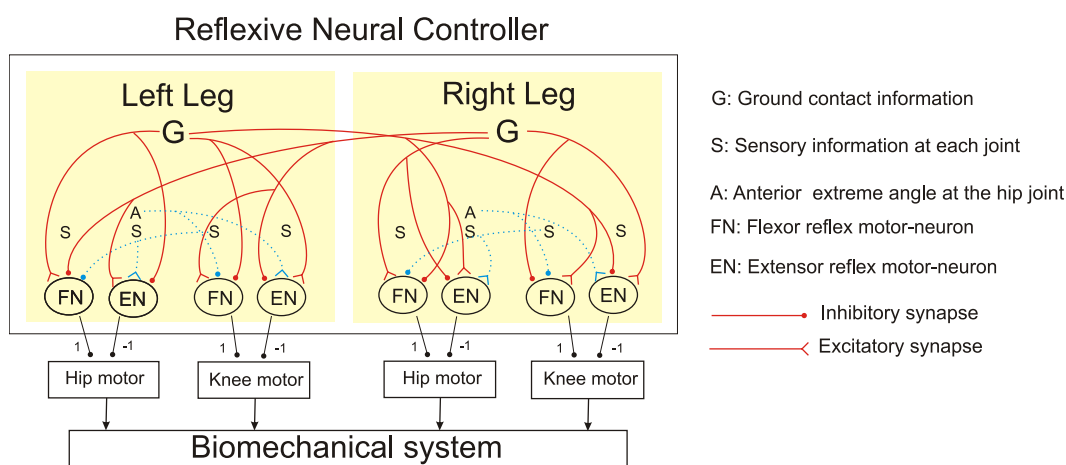 Reflexive Neural Controller
Left Leg
Right Leg
G
G
A
A
S
S
S
S
S
S
S
S
FN
EN
FN
EN
FN
EN
FN
EN
1
-1
1
-1
1
-1
1
-1
Hip motor
Knee motor
Hip motor
Knee motor
Biomechanical system
G: Ground contact information
S: Sensory information at each joint
A: Anterior extreme angle at the hip joint
FN: Flexor reflex motor-neuron
EN: Extensor reflex motor-neuron
Inhibitory synapse
Excitatory synapse